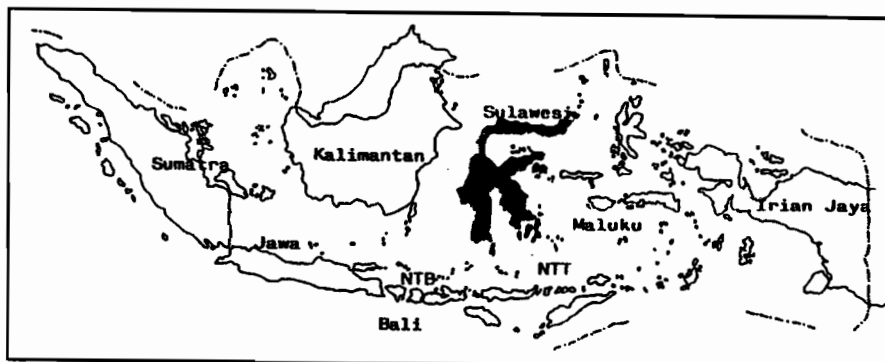 Sulawesi
Sumatra
Kalimantan
Irian Jaya
Maluku
Jawa
NTB
NTT
Bali